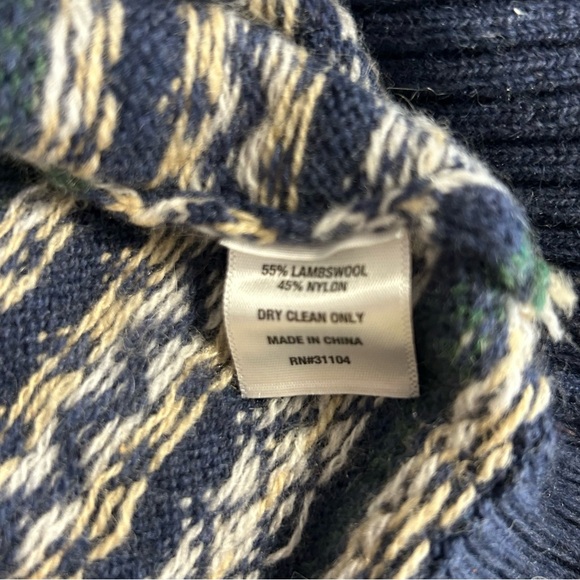 55% LAMBSWOOL
45% NYLON
DRY CLEAN ONLY
MADE IN CHINA
RN#31104